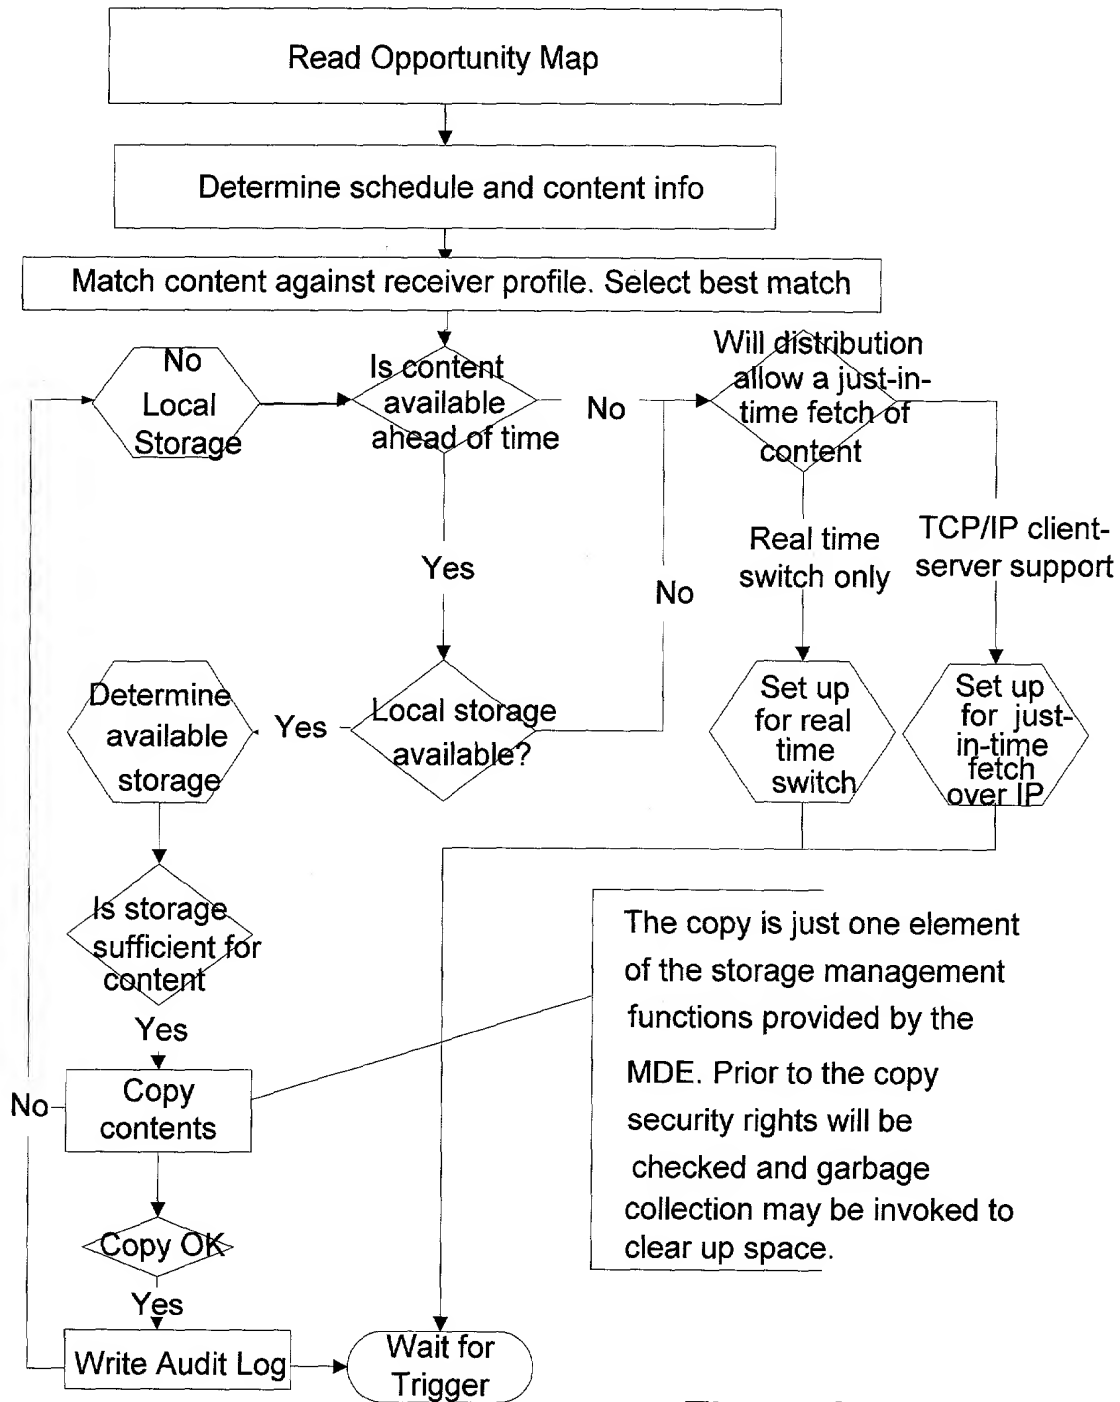 Read Opportunity Map
Determine schedule and content info
Match content against receiver profile. Select best match
No
Local
Storage
Is content
available
ahead of time
No
Will distribution
allow a just-in-
time fetch of
content
Yes
No
Real time
switch only
TCP/IP client-
server support
Determine
available
storage
Yes
Local storage
available?
Set up
for real
time
switch
Set up
for just-
in-time
fetch
over IP
Is storage
sufficient for
content
Yes
No
Copy
contents
The copy is just one element
of the storage management
functions provided by the
MDE. Prior to the copy
security rights will be
checked and garbage
collection may be invoked to
clear up space.
Copy OK
Yes
Write Audit Log
Wait for
Trigger